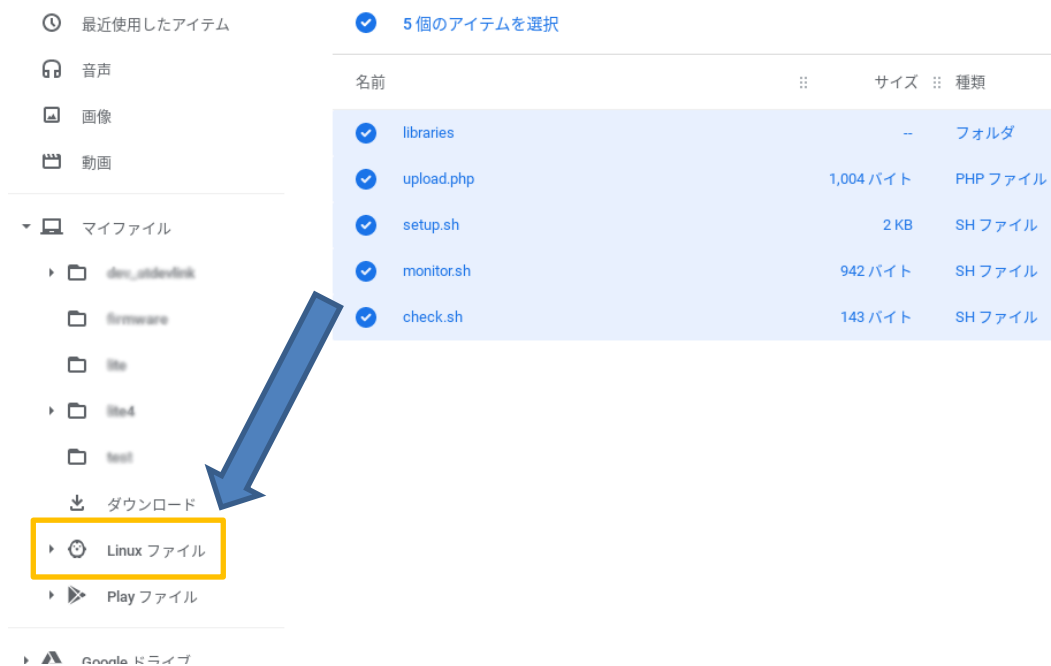 最近使用したアイテム
音声
画像
動画
マイファイル
ダウンロード
Linux ファイル
Play ファイル
Google ドライブ
5 個のアイテムを選択
名前 サイズ 種類
libraries -- フォルダ
upload.php 1,004 バイト PHP ファイル
setup.sh 2 KB SH ファイル
monitor.sh 942 バイト SH ファイル
check.sh 143 バイト SH ファイル